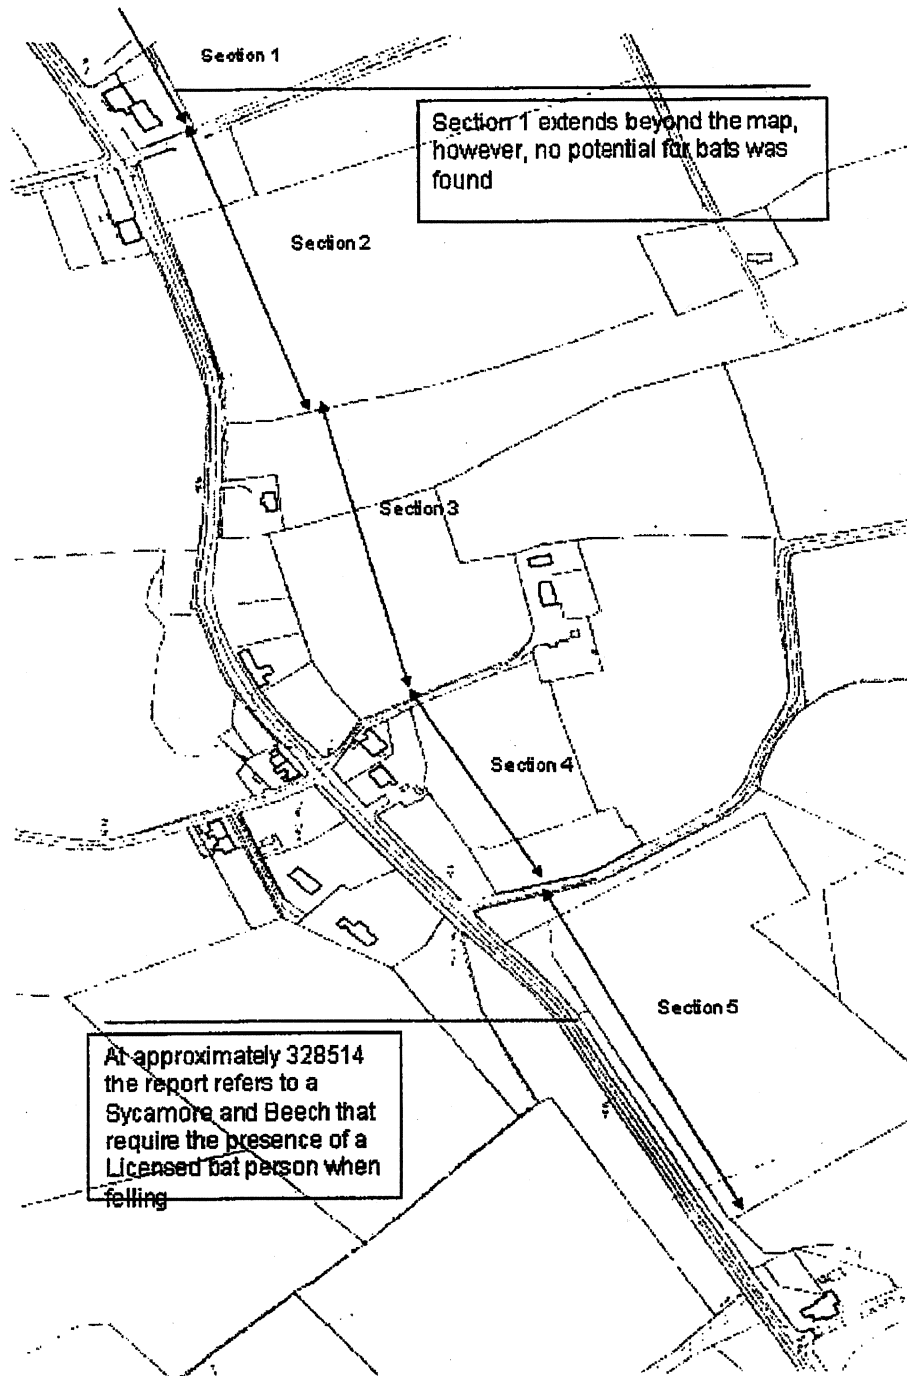 Section 1
Section 1 extends beyond the map,
however, no potential for bats was
found
Section 2
Section 3
Section 4
Section 5
At approximately 328514
the report refers to a
Sycamore and Beech that
require the presence of a
Licensed bat person when
felling